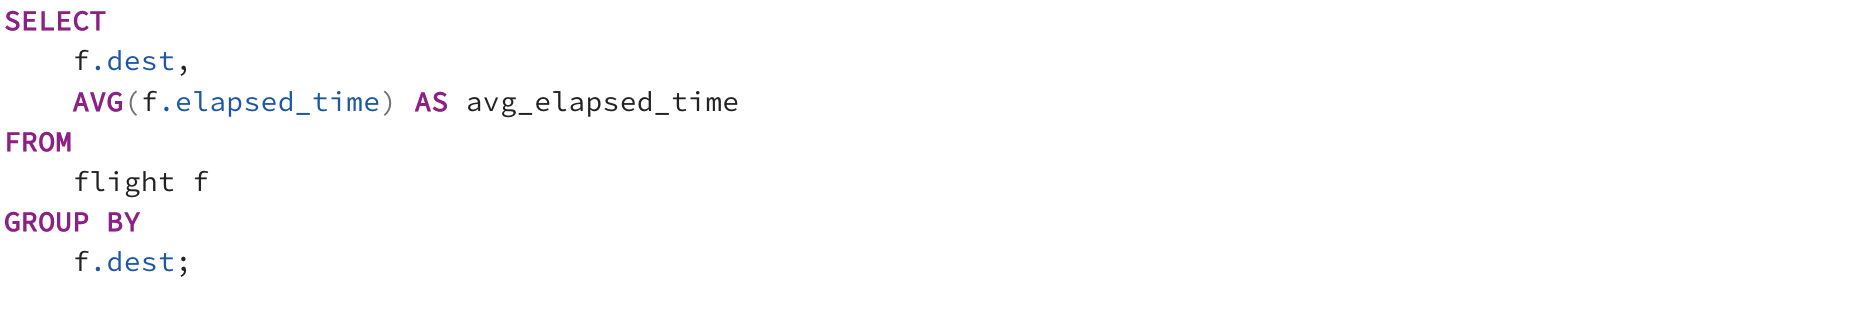 SELECT
    f.dest,
    AVG(f.elapsed_time) AS avg_elapsed_time
FROM
    flight f
GROUP BY
    f.dest;